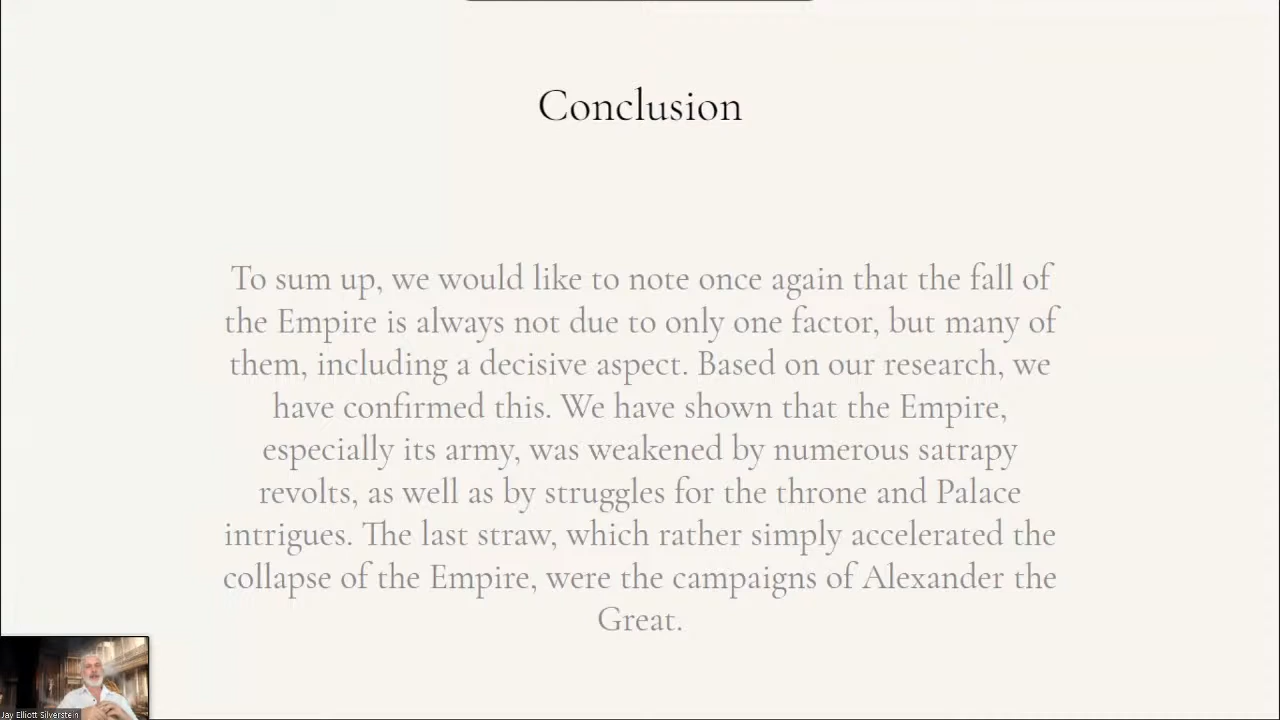 Conclusion
To sum up, we would like to note once again that the fall of
the Empire is always not due to only one factor, but many of
them, including a decisive aspect. Based on our research, we
have confirmed this. We have shown that the Empire,
especially its army, was weakened by numerous satrapy
revolts, as well as by struggles for the throne and Palace
intrigues. The last straw, which rather simply accelerated the
collapse of the Empire, were the campaigns of Alexander the
Great.
Jay Elliott Silverstein